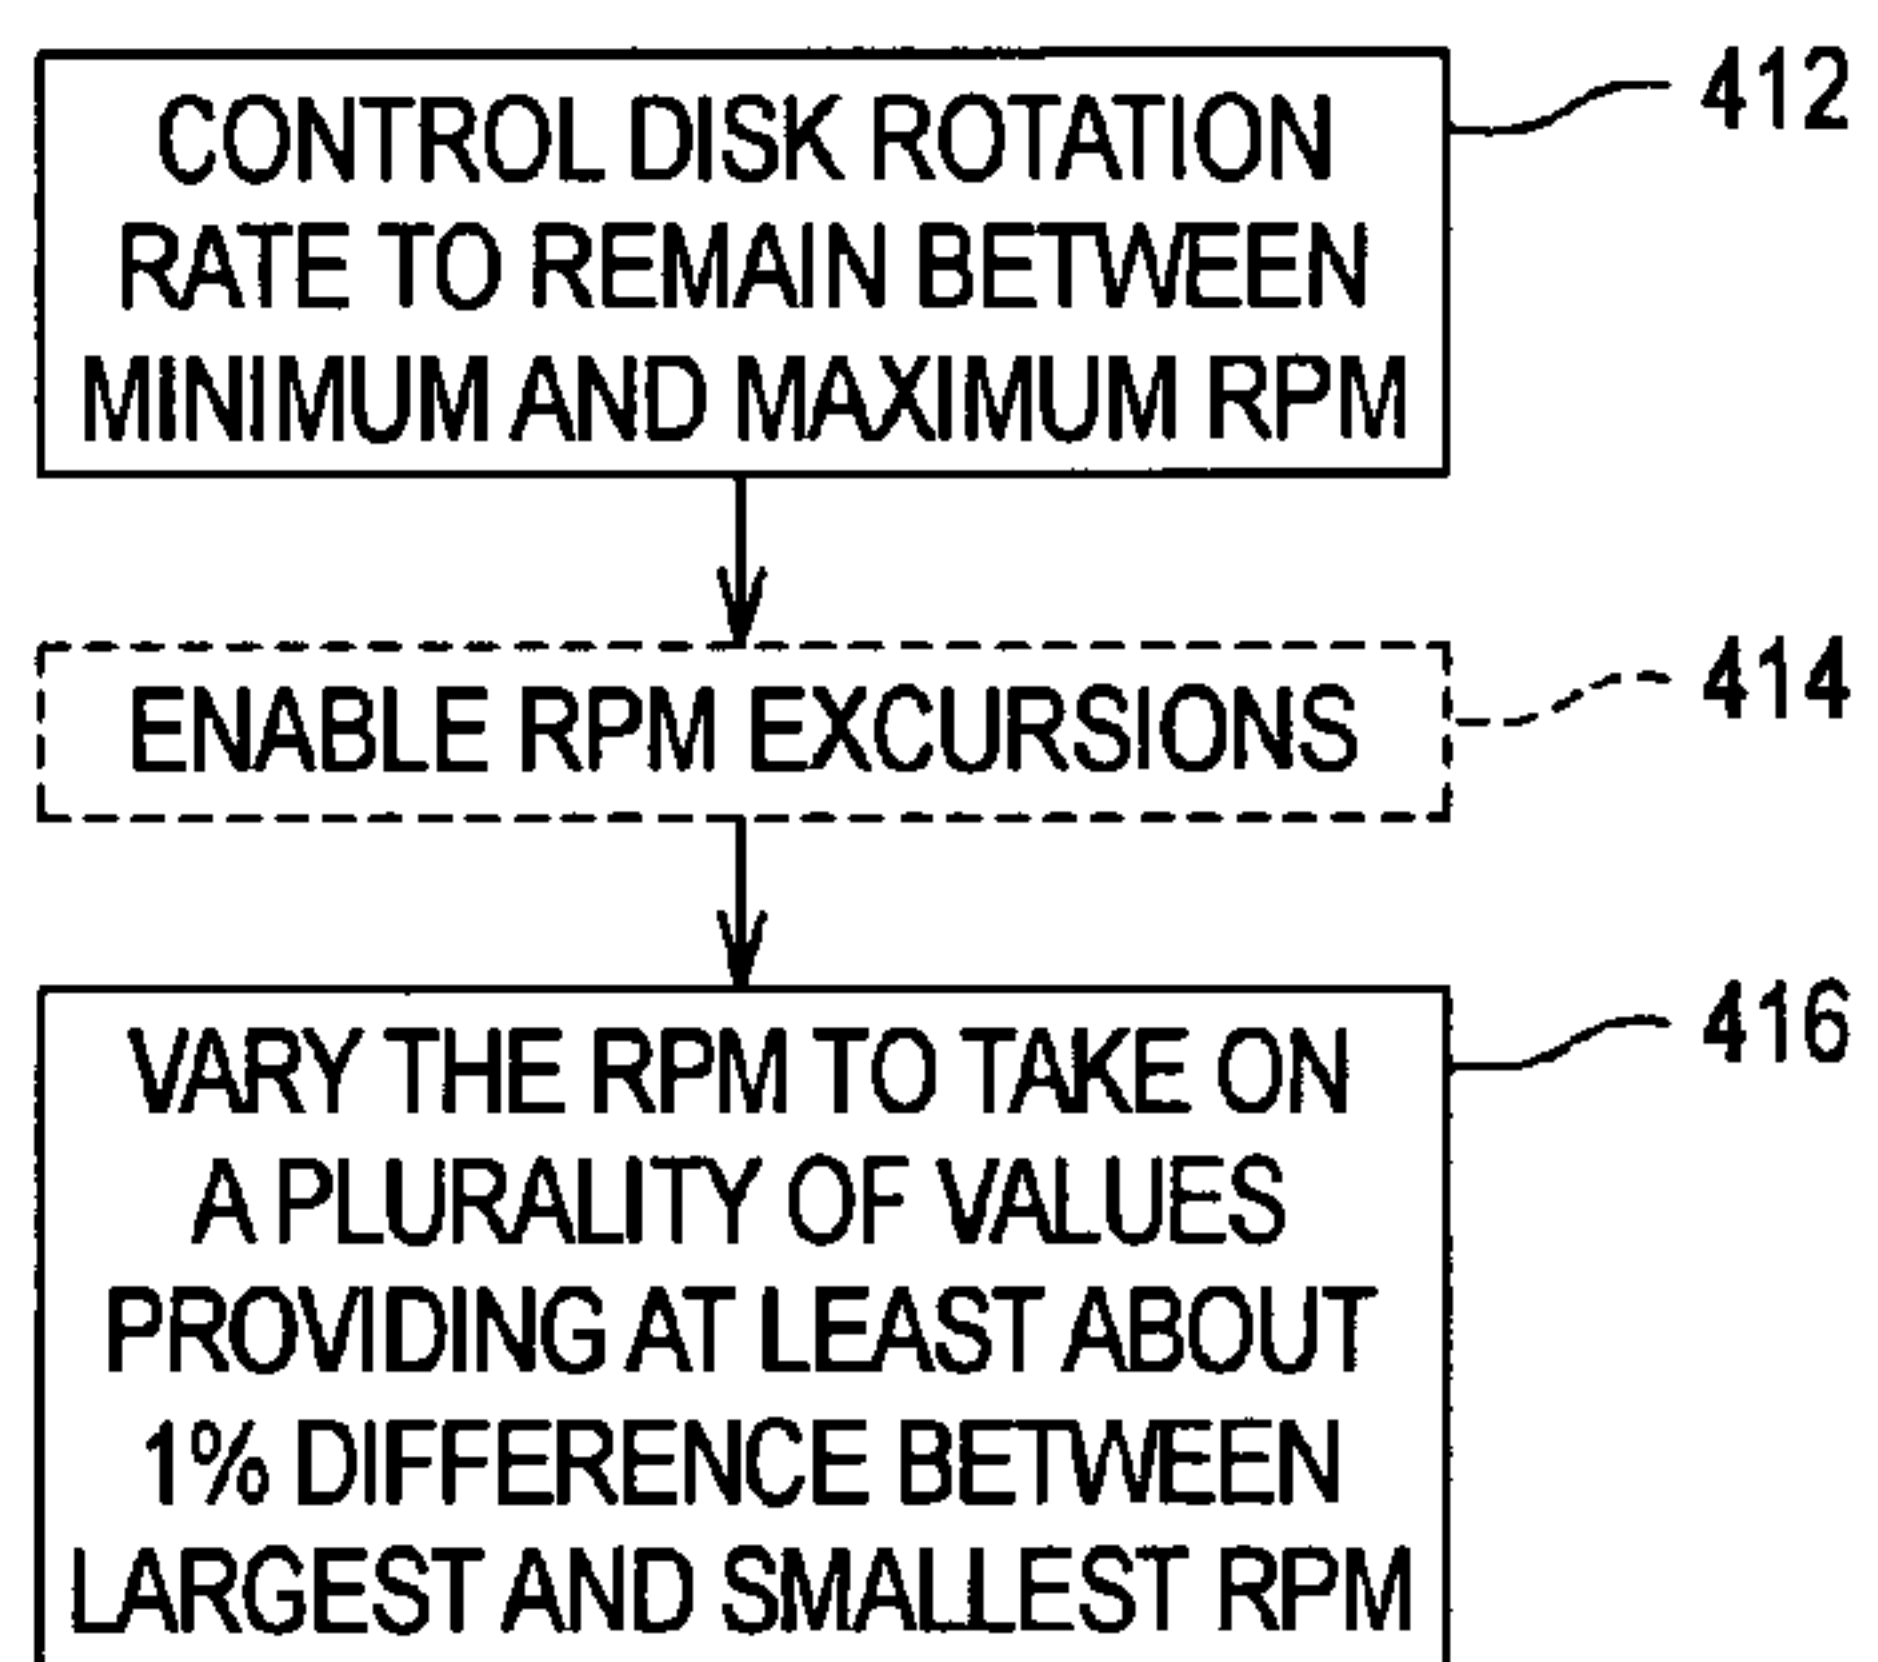 CONTROL DISK ROTATION
RATE TO REMAIN BETWEEN
MINIMUM AND MAXIMUM RPM
412
ENABLE RPM EXCURSIONS
414
VARY THE RPM TO TAKE ON
A PLURALITY OF VALUES
PROVIDING AT LEAST ABOUT
1% DIFFERENCE BETWEEN
LARGEST AND SMALLEST RPM
416